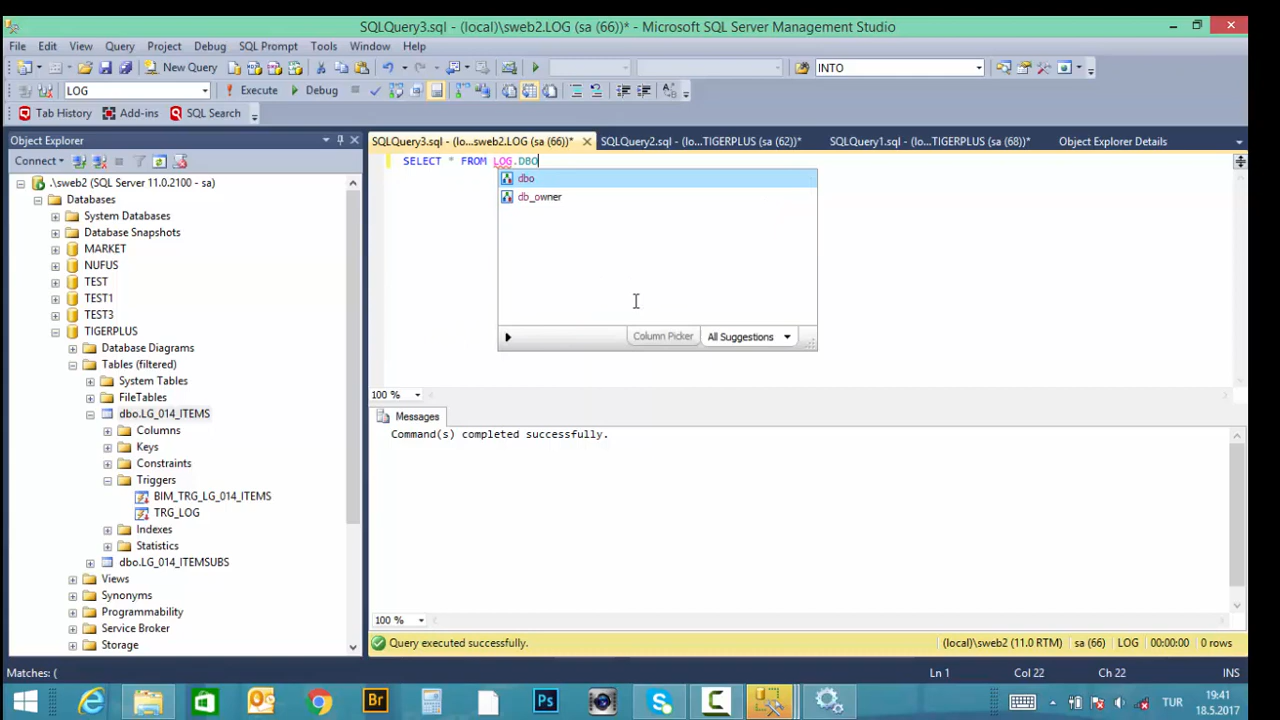 SQLQuery3.sql - (local)\sweb2.LOG (sa (66))* - Microsoft SQL Server Management Studio
File Edit View Query Project Debug SQL Prompt Tools Window Help
New Query INTO
LOG Execute Debug
Tab History Add-ins SQL Search
Object Explorer
Connect
.\sweb2 (SQL Server 11.0.2100 - sa)
Databases
System Databases
Database Snapshots
MARKET
NUFUS
TEST
TEST1
TEST3
TIGERPLUS
Database Diagrams
Tables (filtered)
System Tables
FileTables
dbo.LG_014_ITEMS
Columns
Keys
Constraints
Triggers
BIM_TRG_LG_014_ITEMS
TRG_LOG
Indexes
Statistics
dbo.LG_014_ITEMSUBS
Views
Synonyms
Programmability
Service Broker
Storage
SQLQuery3.sql - (lo...sweb2.LOG (sa (66))* SQLQuery2.sql - (lo...TIGERPLUS (sa (62))* SQLQuery1.sql - (lo...TIGERPLUS (sa (68))* Object Explorer Details
SELECT * FROM LOG.DBO
dbo
db_owner
Column Picker All Suggestions
100 %
Messages
Command(s) completed successfully.
100 %
Query executed successfully. (local)\sweb2 (11.0 RTM) sa (66) LOG 00:00:00 0 rows
Matches: ( Ln 1 Col 22 Ch 22 INS
Br Ps TUR 19:41
18.5.2017